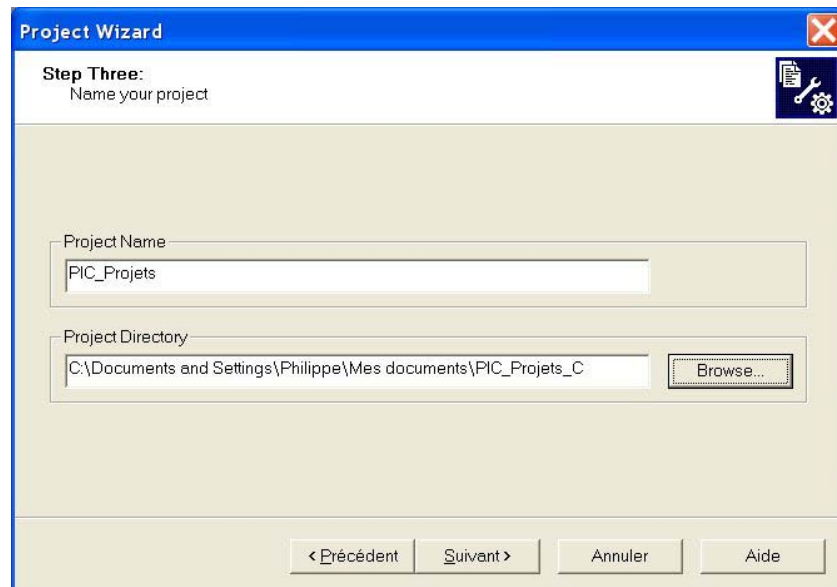 Project Wizard
Step Three:
Name your project
Project Name
PIC_Projets
Project Directory
C:\Documents and Settings\Philippe\Mes documents\PIC_Projets_C
Browse...
< Précédent Suivant > Annuler Aide